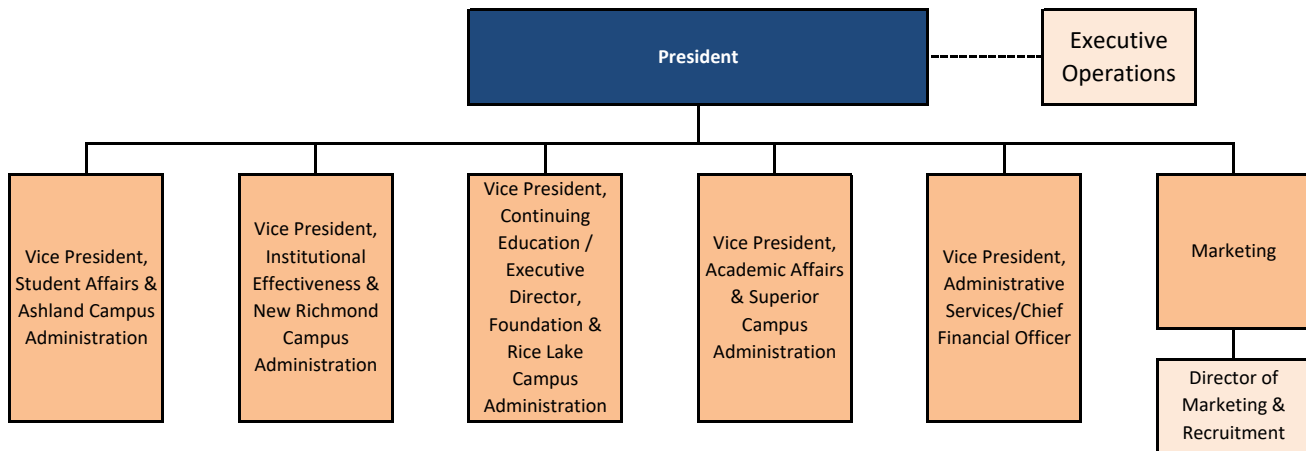 President
Executive
Operations
Vice President,
Student Affairs &
Ashland Campus
Administration
Vice President,
Institutional
Effectiveness &
New Richmond
Campus
Administration
Vice President,
Continuing
Education /
Executive
Director,
Foundation &
Rice Lake
Campus
Administration
Vice President,
Academic Affairs
& Superior
Campus
Administration
Vice President,
Administrative
Services/Chief
Financial Officer
Marketing
Director of
Marketing &
Recruitment